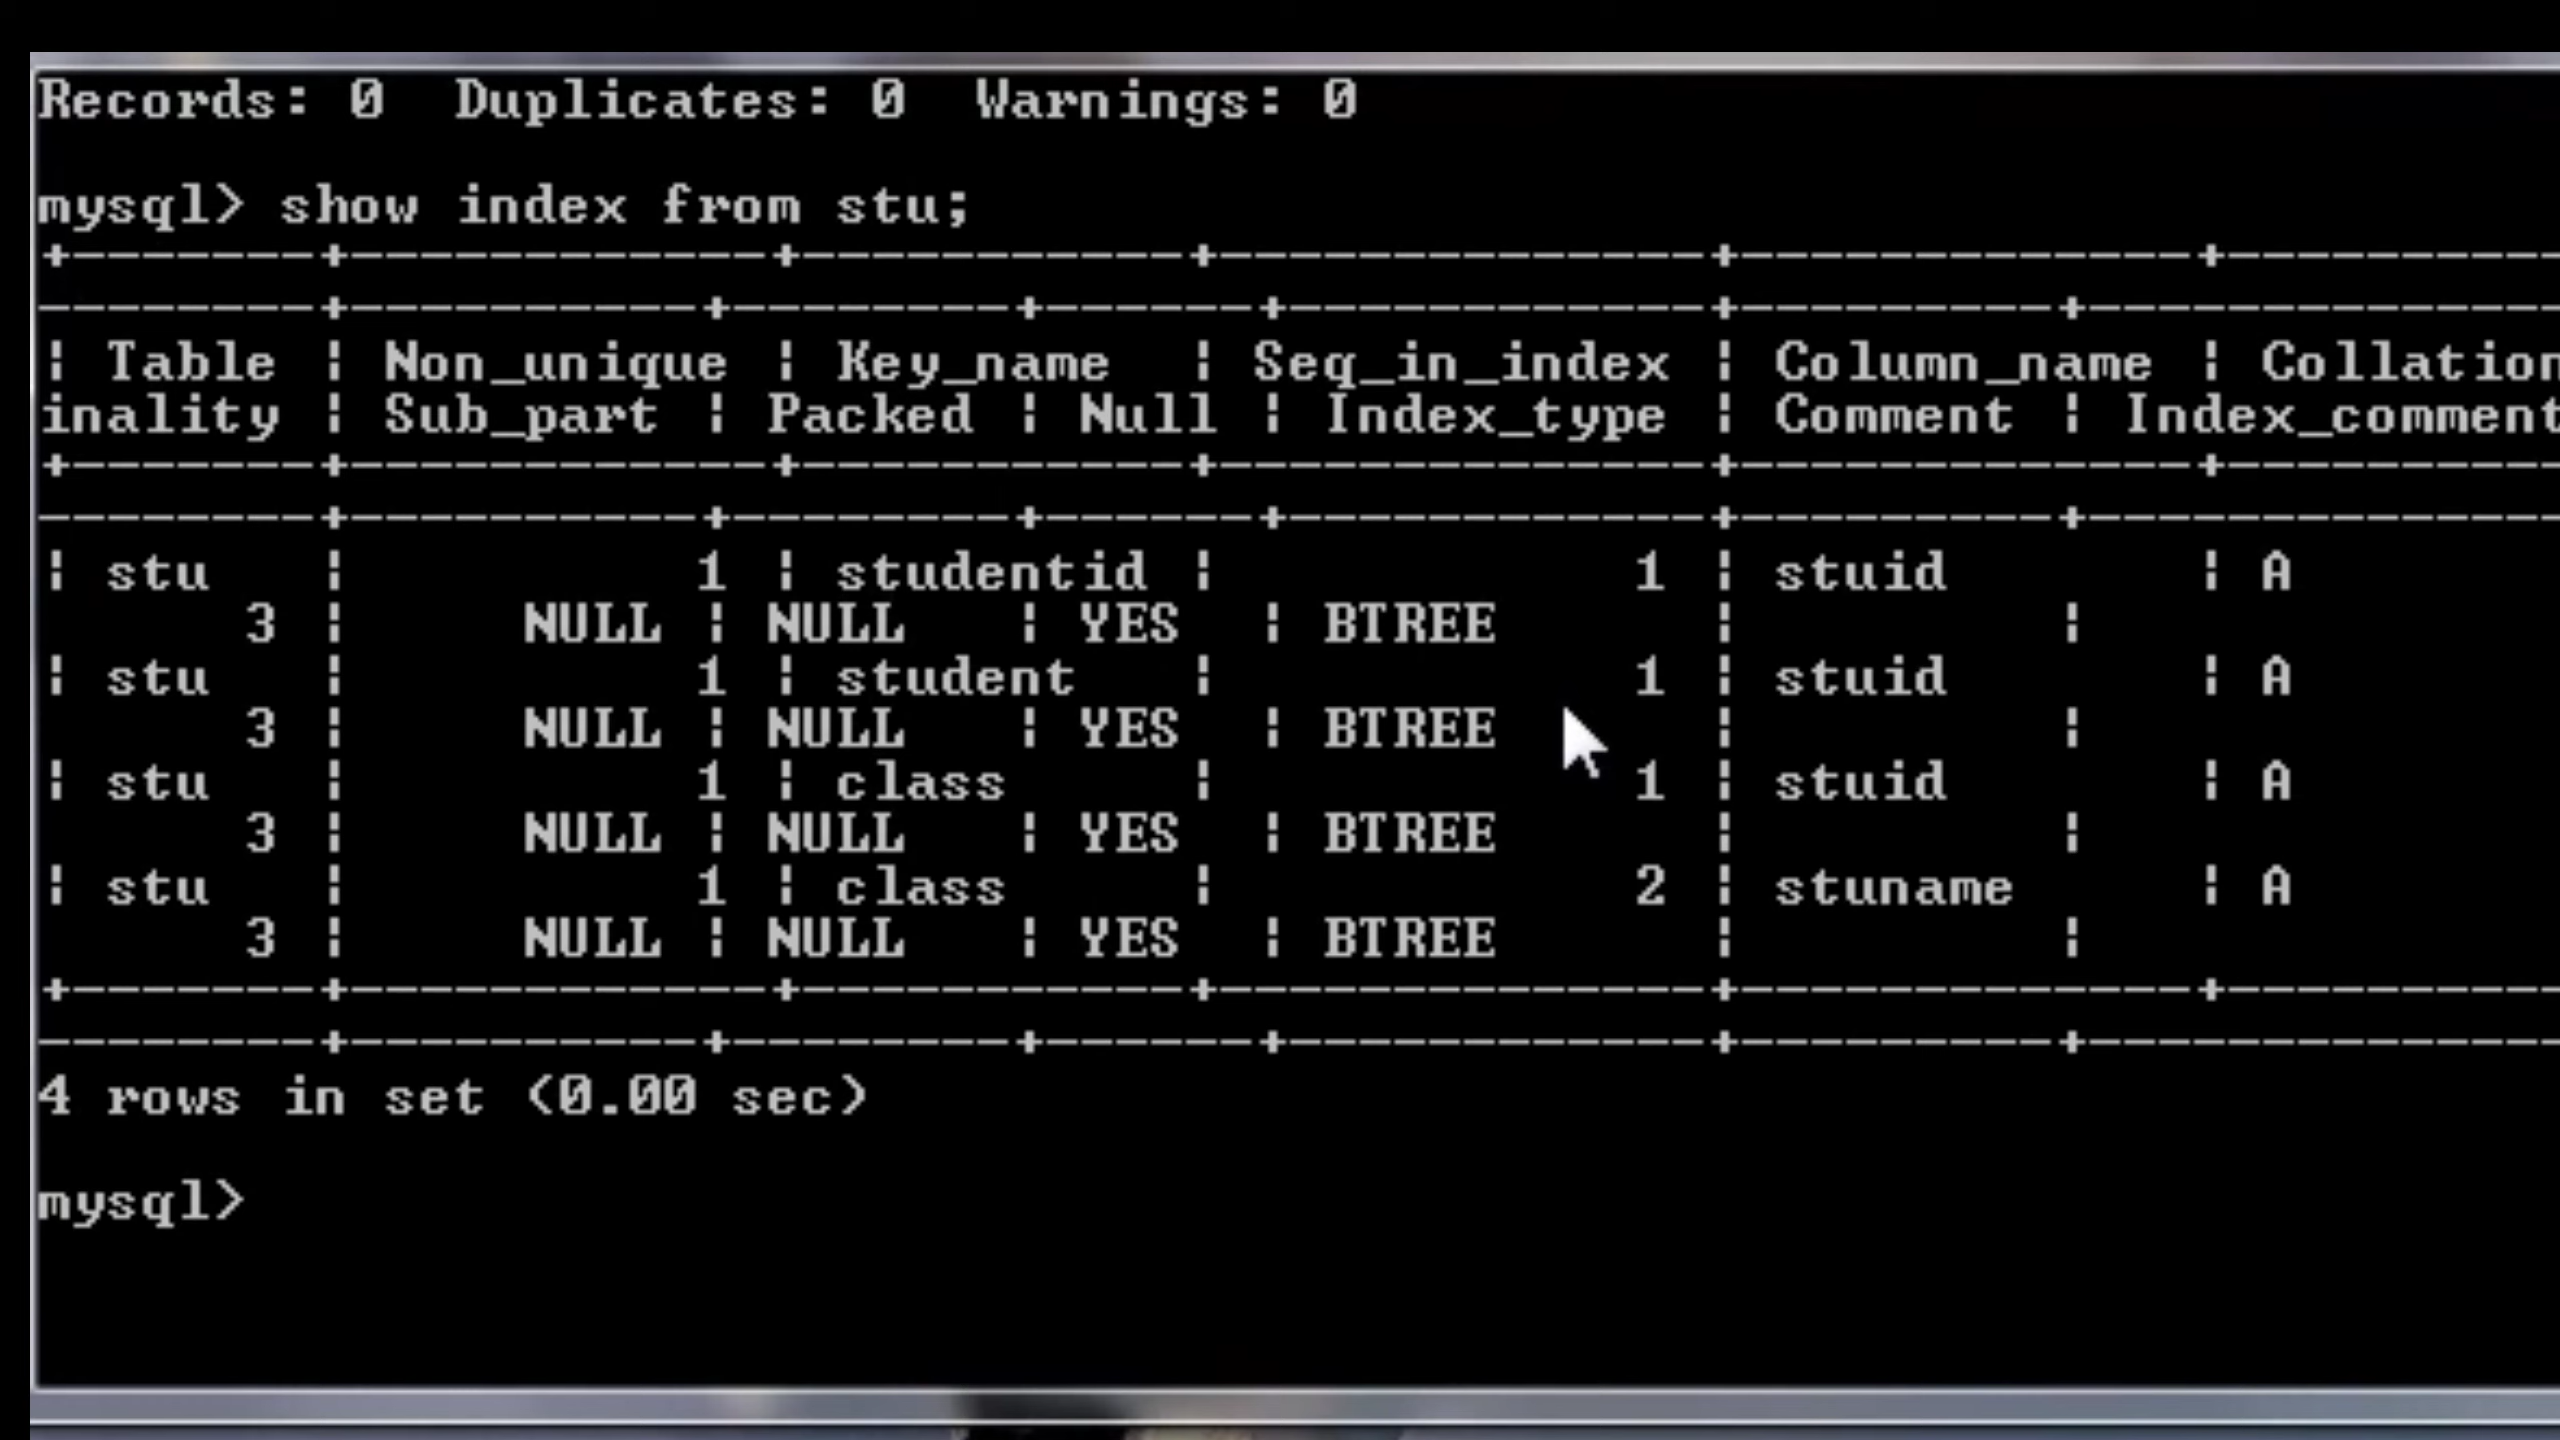 Records: 0  Duplicates: 0  Warnings: 0
mysql> show index from stu;
+-------+------------+-----------+--------------+-------------+----------
--------+----------+--------+------+------------+---------+--------------
| Table | Non_unique | Key_name  | Seq_in_index | Column_name | Collation
inality | Sub_part | Packed | Null | Index_type | Comment | Index_comment
+-------+------------+-----------+--------------+-------------+----------
--------+----------+--------+------+------------+---------+--------------
| stu   |          1 | studentid |            1 | stuid       | A
      3 |     NULL | NULL   | YES  | BTREE      |         |
| stu   |          1 | student   |            1 | stuid       | A
      3 |     NULL | NULL   | YES  | BTREE      |         |
| stu   |          1 | class     |            1 | stuid       | A
      3 |     NULL | NULL   | YES  | BTREE      |         |
| stu   |          1 | class     |            2 | stuname     | A
      3 |     NULL | NULL   | YES  | BTREE      |         |
+-------+------------+-----------+--------------+-------------+----------
--------+----------+--------+------+------------+---------+--------------
4 rows in set (0.00 sec)
mysql>